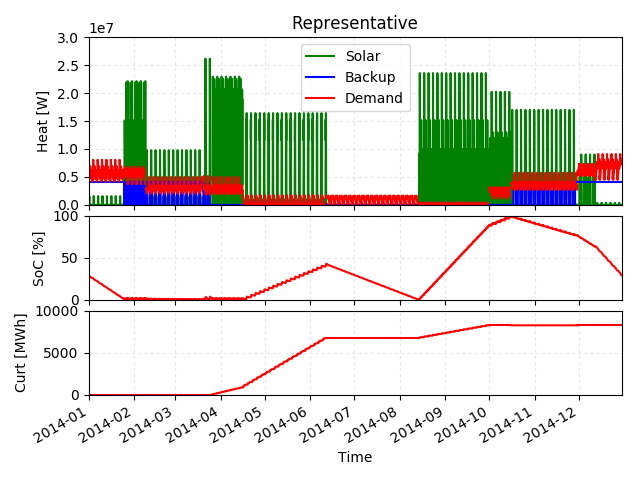 Representative
1e7
3.0
2.5
2.0
1.5
1.0
0.5
0.0
Heat [W]
Solar
Backup
Demand
100
50
0
SoC [%]
10000
5000
0
Curt [MWh]
2014-01
2014-02
2014-03
2014-04
2014-05
2014-06
2014-07
2014-08
2014-09
2014-10
2014-11
2014-12
Time